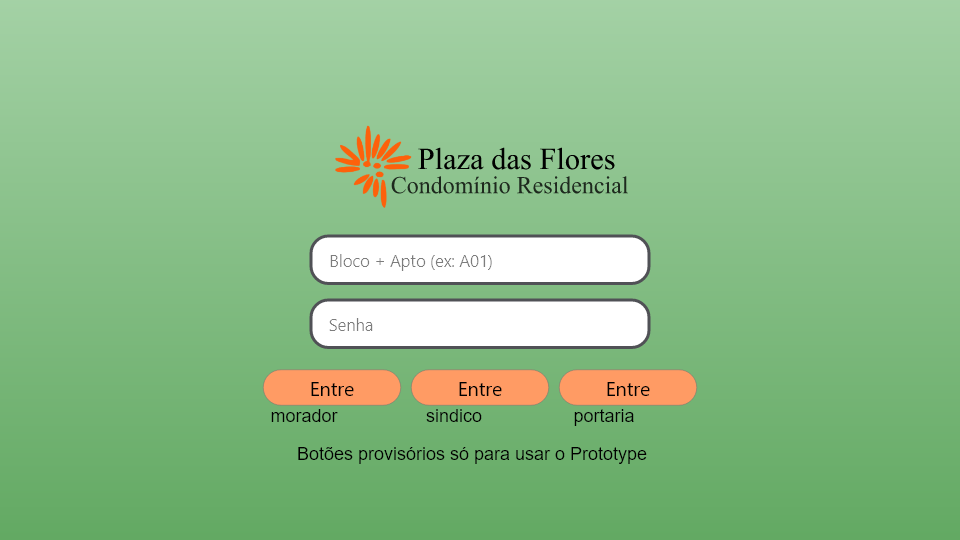 Plaza das Flores
Condomínio Residencial
Bloco + Apto (ex: A01)
Senha
Entre Entre Entre
morador sindico portaria
Botões provisórios só para usar o Prototype